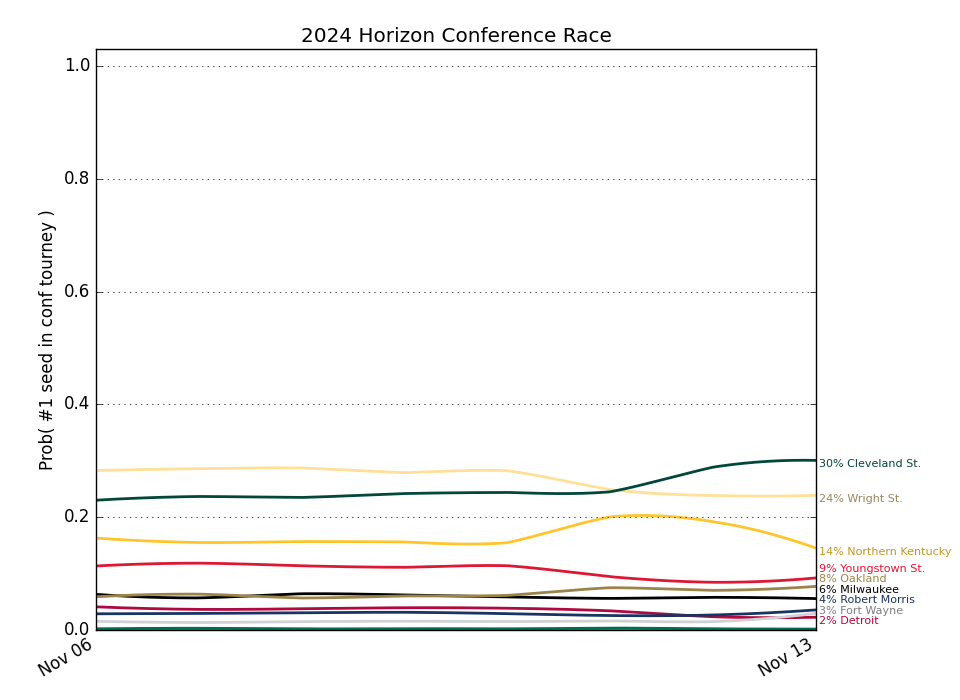 2024 Horizon Conference Race
Prob( #1 seed in conf tourney )
1.0
0.8
0.6
0.4
0.2
0.0
Nov 06
Nov 13
30% Cleveland St.
24% Wright St.
14% Northern Kentucky
9% Youngstown St.
8% Oakland
6% Milwaukee
4% Robert Morris
3% Fort Wayne
2% Detroit